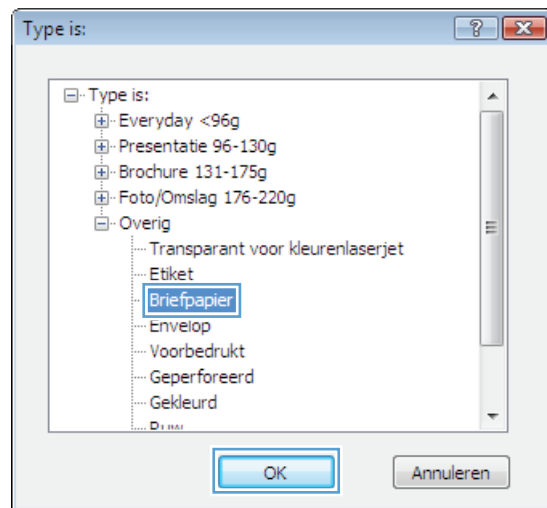 Type is:
Type is:
Everyday <96g
Presentatie 96-130g
Brochure 131-175g
Foto/Omslag 176-220g
Overig
Transparant voor kleurenlaserjet
Etiket
Briefpapier
Envelop
Voorbedrukt
Geperforeerd
Gekleurd
Ruw
OK Annuleren